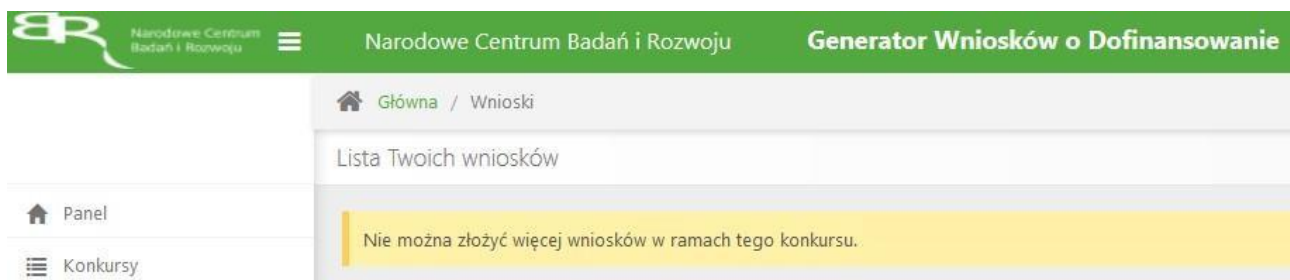 BR
Narodowe Centrum
Badań i Rozwoju
Narodowe Centrum Badań i Rozwoju
Generator Wniosków o Dofinansowanie
Główna / Wnioski
Lista Twoich wniosków
Panel
Nie można złożyć więcej wniosków w ramach tego konkursu.
Konkursy